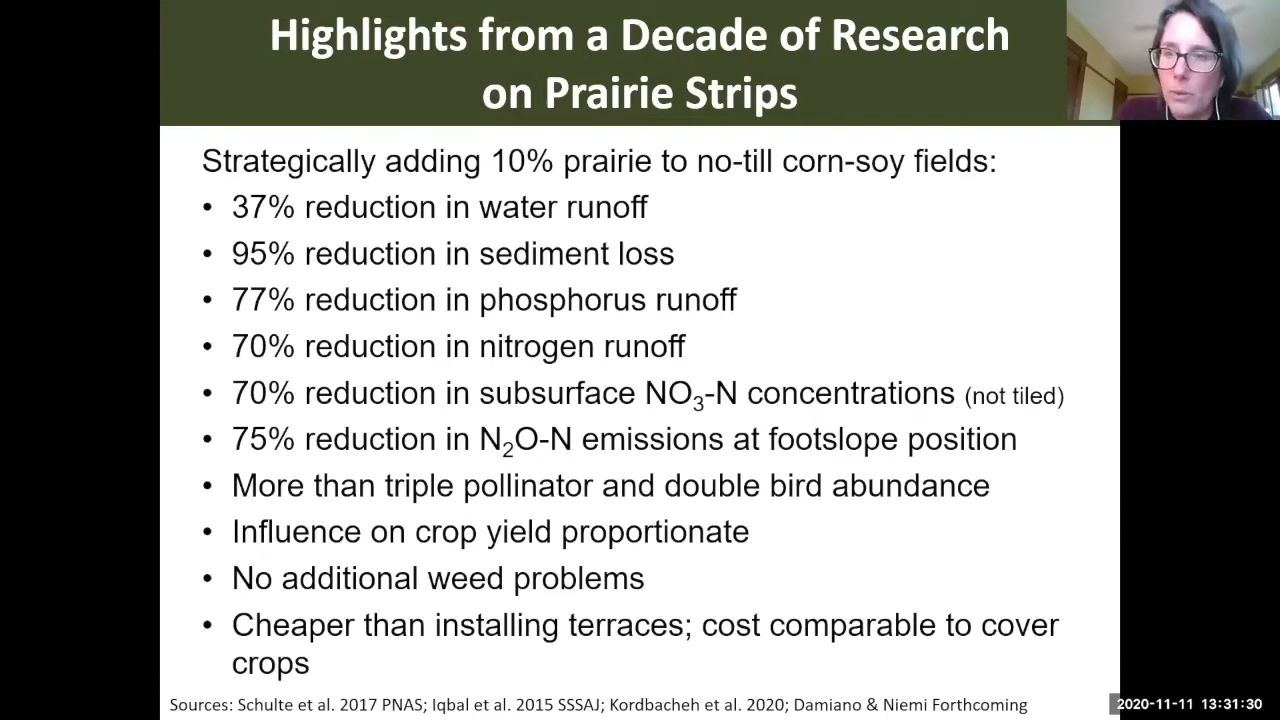 Highlights from a Decade of Research
on Prairie Strips
Strategically adding 10% prairie to no-till corn-soy fields:
• 37% reduction in water runoff
• 95% reduction in sediment loss
• 77% reduction in phosphorus runoff
• 70% reduction in nitrogen runoff
• 70% reduction in subsurface NO₃-N concentrations (not tiled)
• 75% reduction in N₂O-N emissions at footslope position
• More than triple pollinator and double bird abundance
• Influence on crop yield proportionate
• No additional weed problems
• Cheaper than installing terraces; cost comparable to cover
crops
Sources: Schulte et al. 2017 PNAS; Iqbal et al. 2015 SSSAJ; Kordbacheh et al. 2020; Damiano & Niemi Forthcoming
2020-11-11 13:31:30